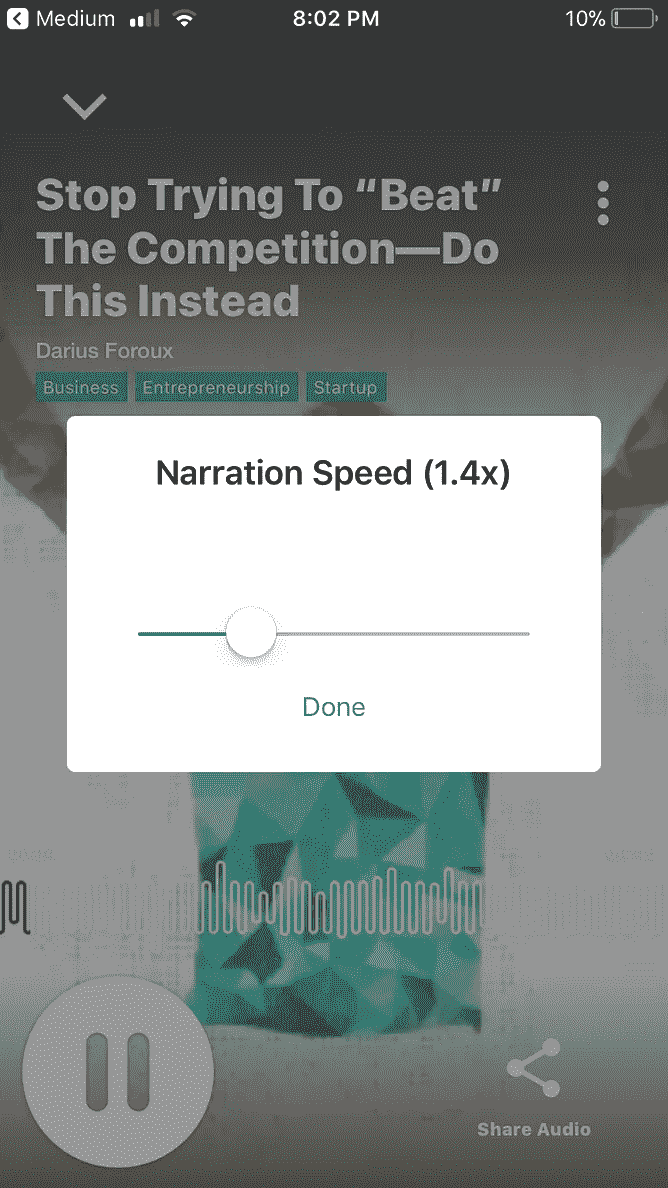 Medium 8:02 PM 10%
Stop Trying To “Beat”
The Competition—Do
This Instead
Darius Foroux
Business Entrepreneurship Startup
Narration Speed (1.4x)
Done
Share Audio